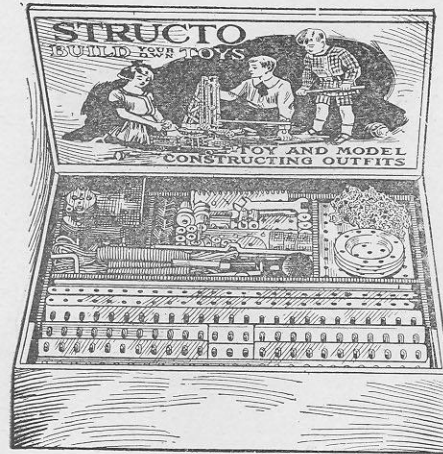 STRUCTO
BUILD YOUR OWN TOYS
TOY AND MODEL
CONSTRUCTING OUTFITS